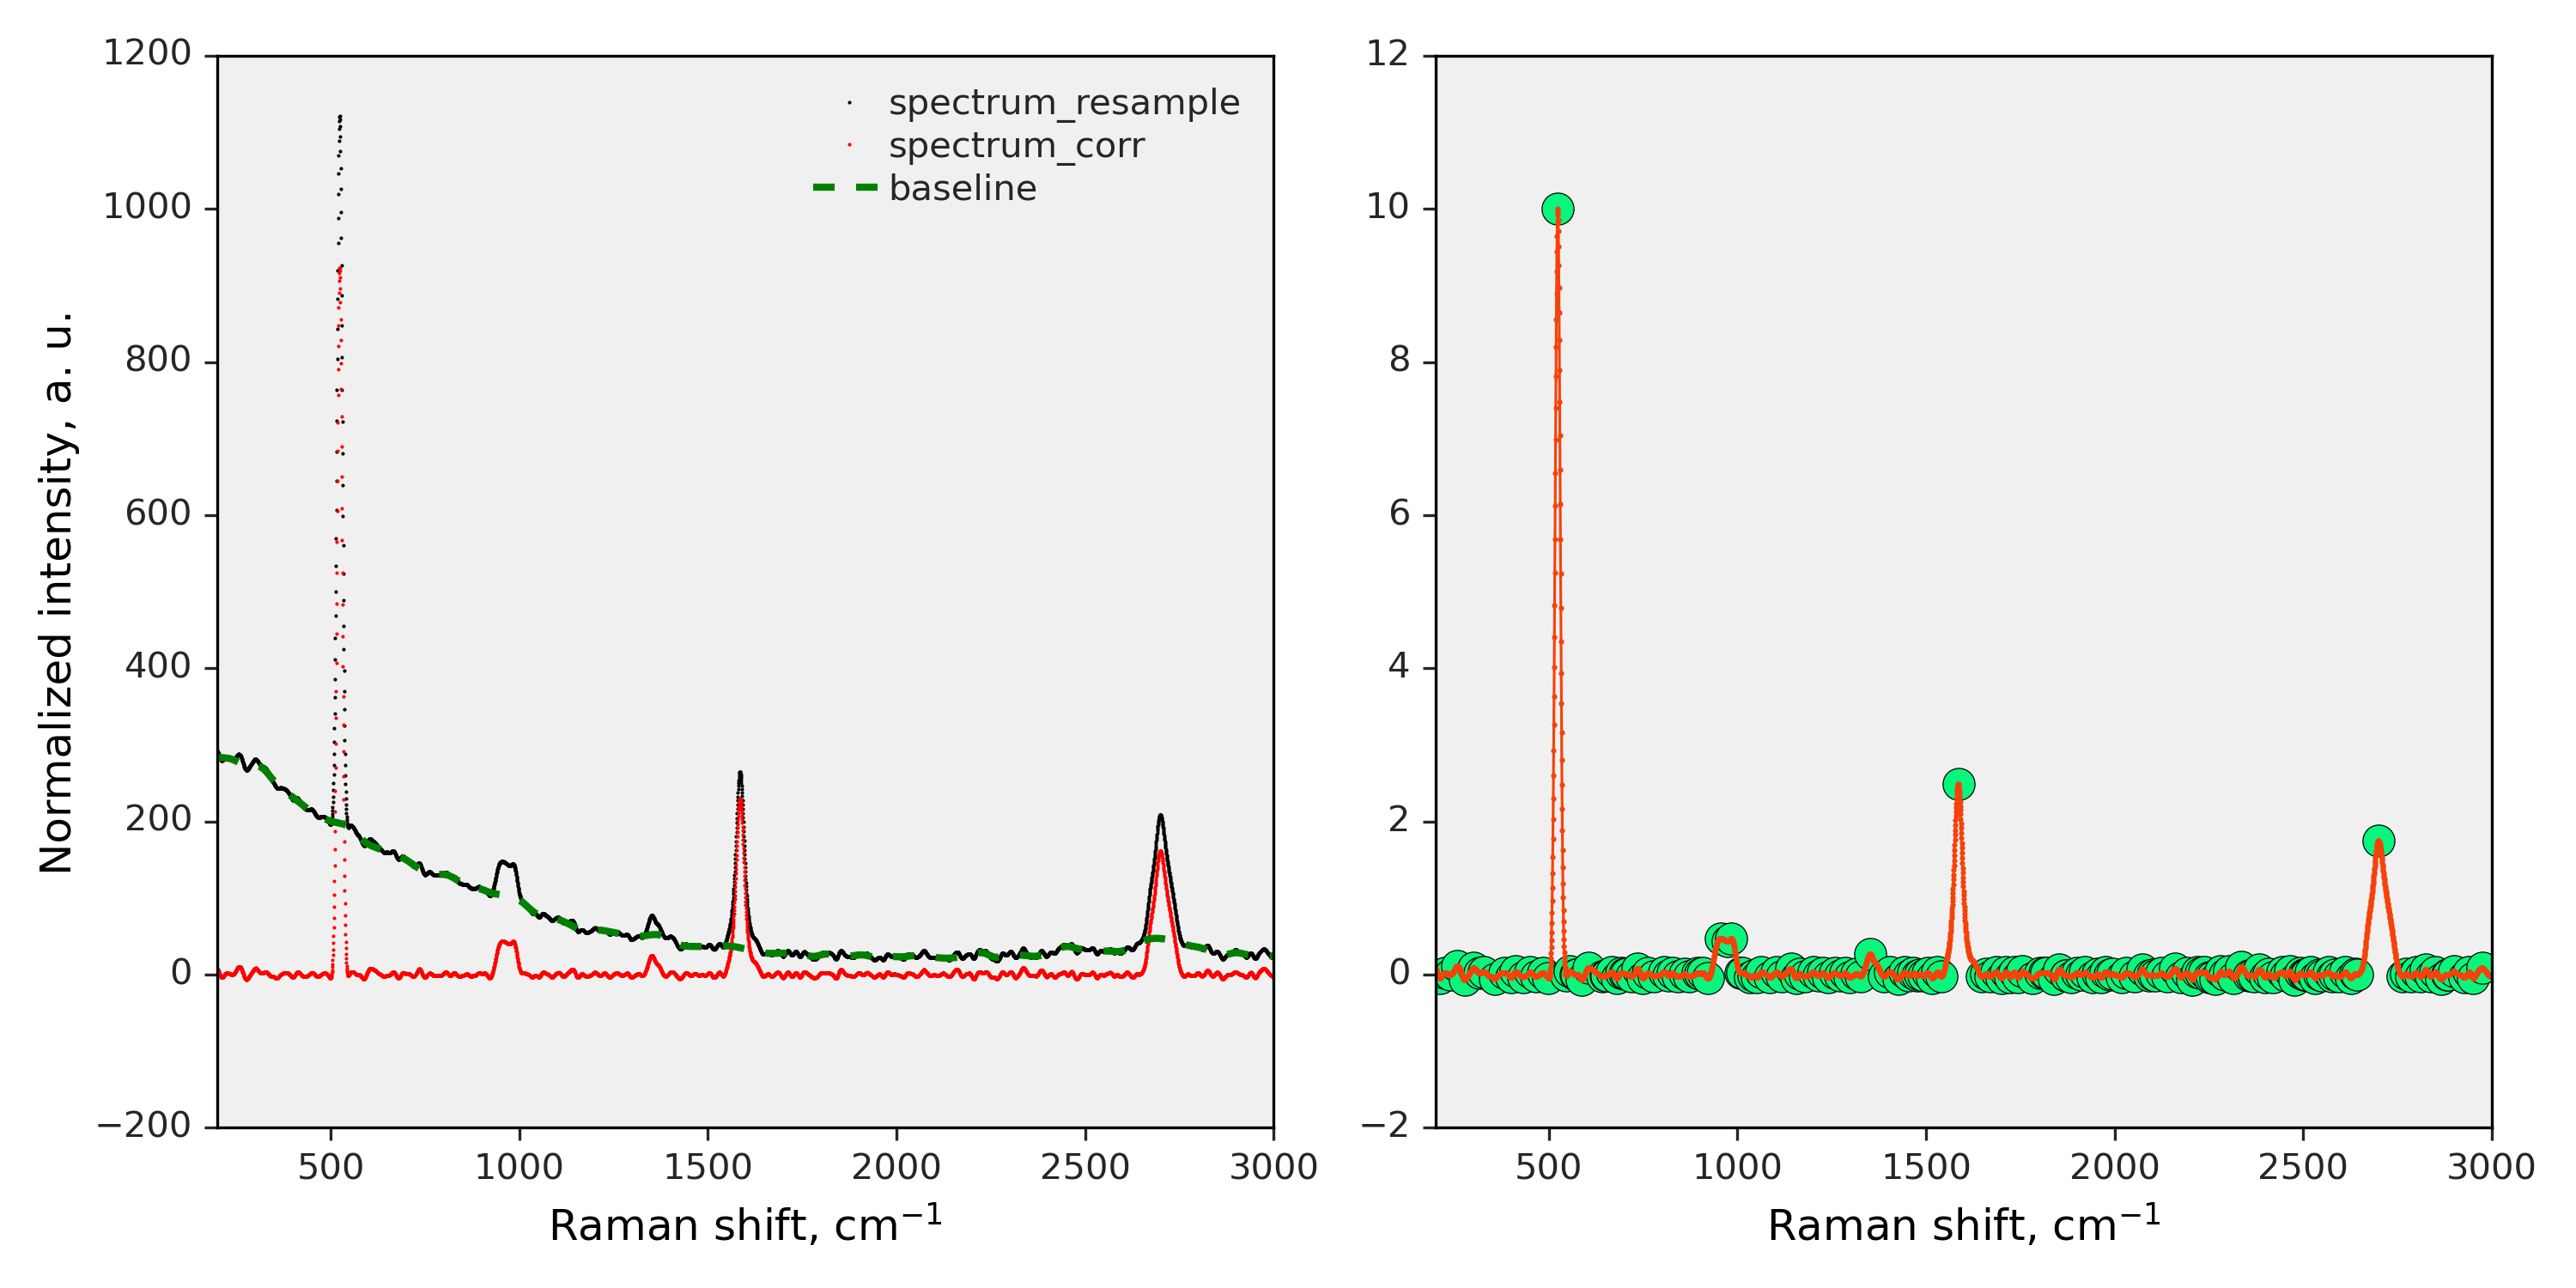 1200
1000
800
600
400
200
0
−200
500 1000 1500 2000 2500 3000
Normalized intensity, a. u.
Raman shift, cm⁻¹
spectrum_resample
spectrum_corr
baseline
12
10
8
6
4
2
0
−2
500 1000 1500 2000 2500 3000
Raman shift, cm⁻¹